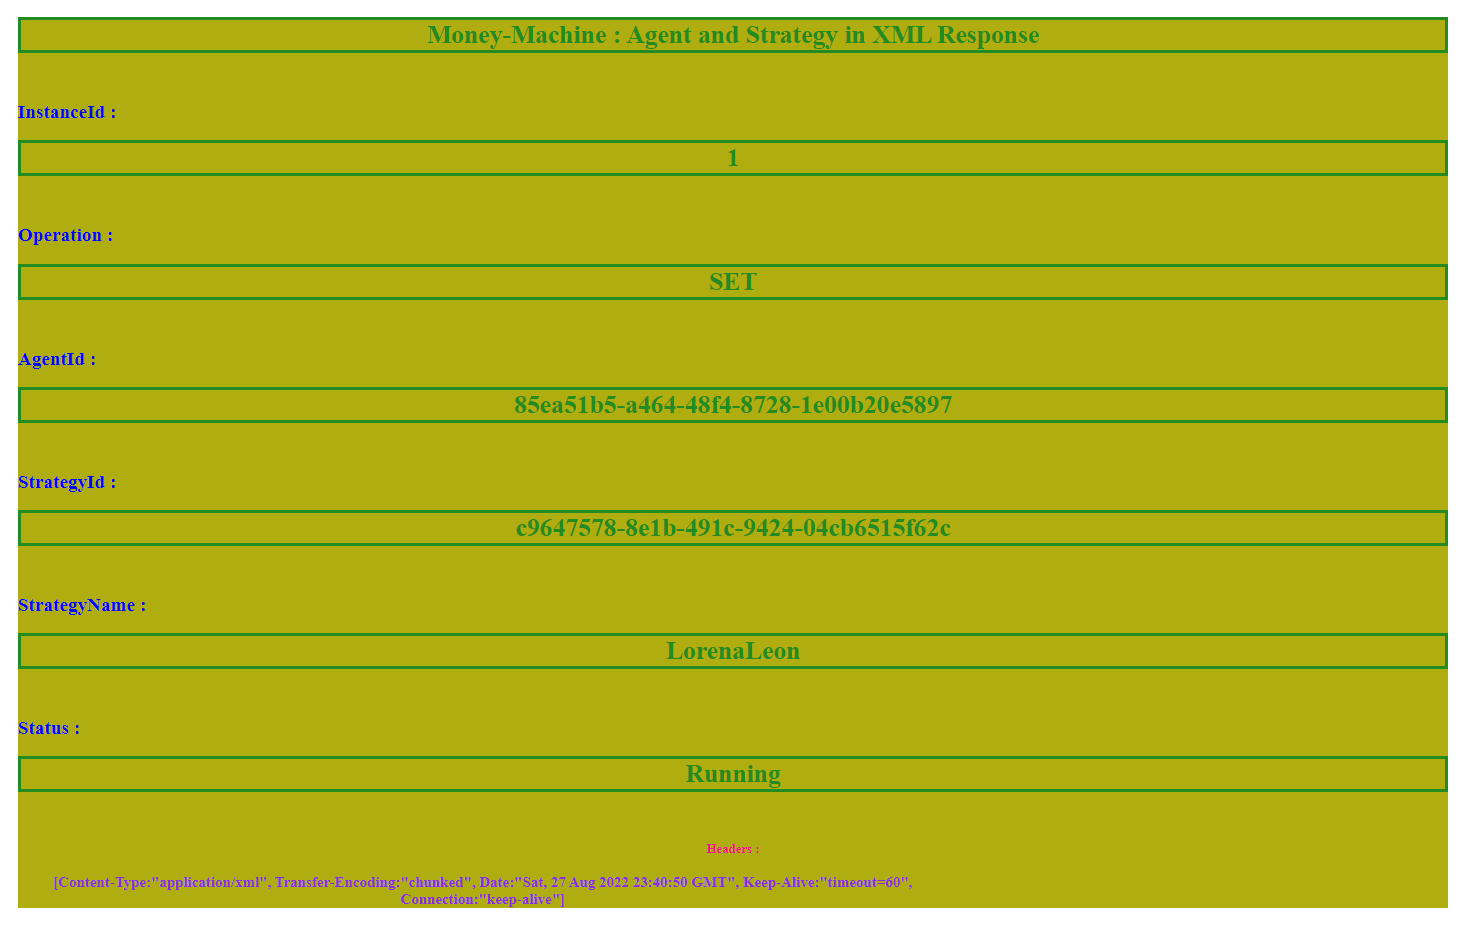 Money-Machine : Agent and Strategy in XML Response
InstanceId :
1
Operation :
SET
AgentId :
85ea51b5-a464-48f4-8728-1e00b20e5897
StrategyId :
c9647578-8e1b-491c-9424-04cb6515f62c
StrategyName :
LorenaLeon
Status :
Running
Headers :
[Content-Type:"application/xml", Transfer-Encoding:"chunked", Date:"Sat, 27 Aug 2022 23:40:50 GMT", Keep-Alive:"timeout=60",
Connection:"keep-alive"]